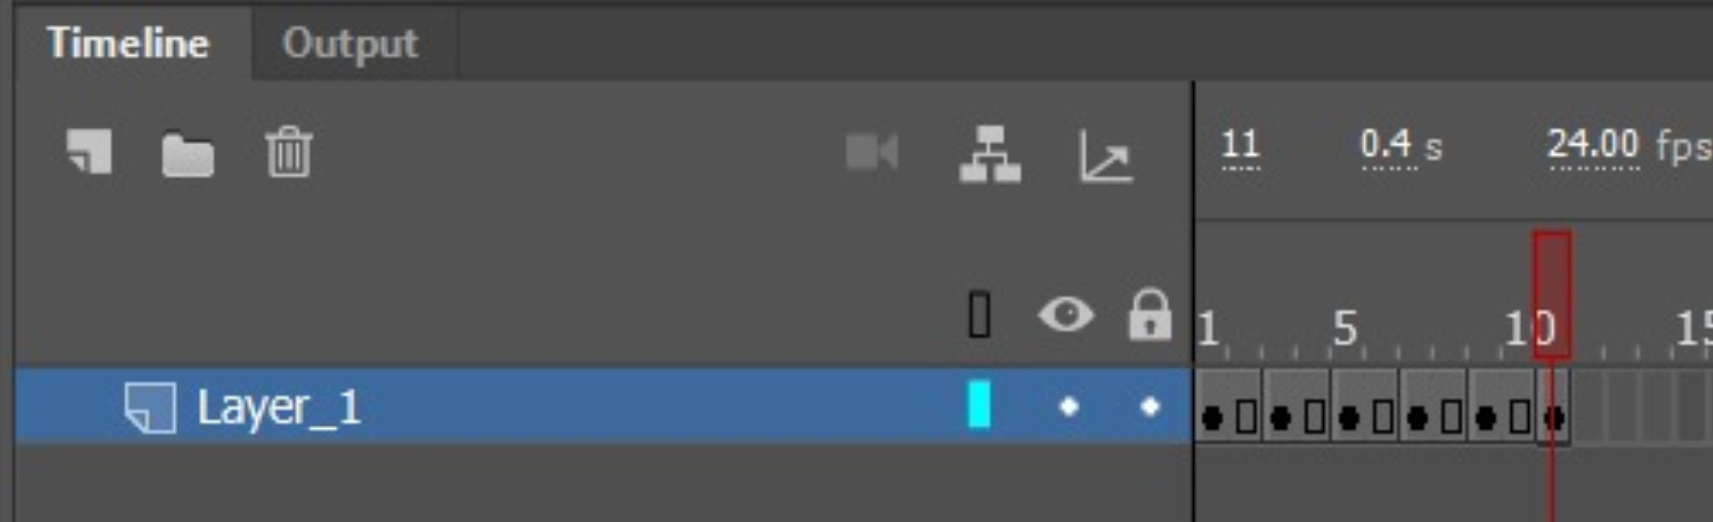 Timeline Output
11 0.4 s 24.00 fps
1 5 10 15
Layer_1